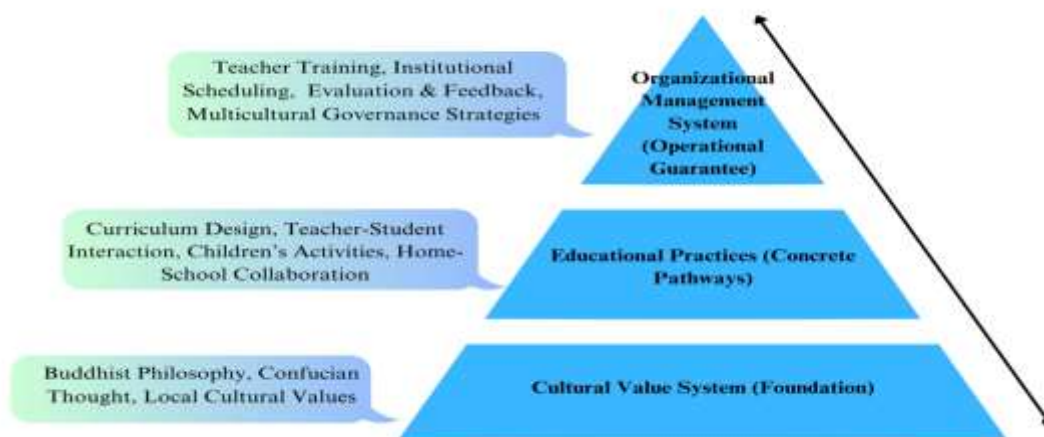 Teacher Training, Institutional
Scheduling, Evaluation & Feedback,
Multicultural Governance Strategies
Organizational
Management
System
(Operational
Guarantee)
Curriculum Design, Teacher-Student
Interaction, Children's Activities, Home-
School Collaboration
Educational Practices (Concrete
Pathways)
Buddhist Philosophy, Confucian
Thought, Local Cultural Values
Cultural Value System (Foundation)